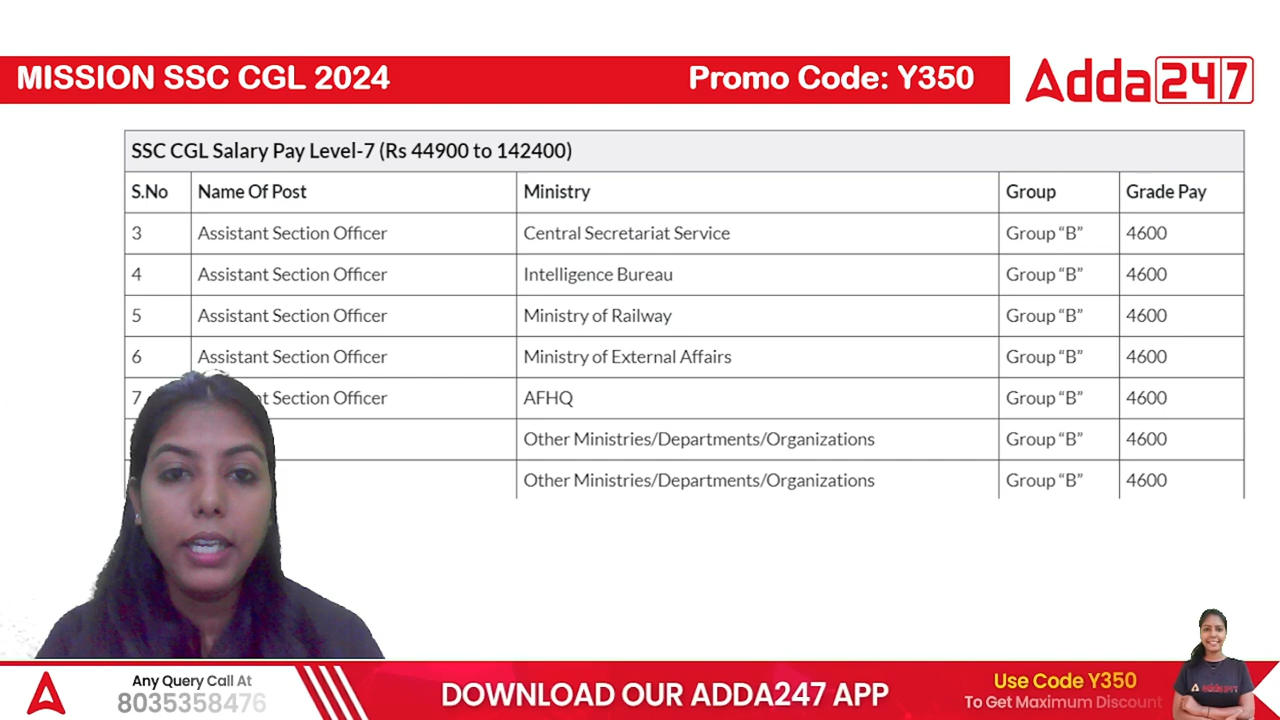 MISSION SSC CGL 2024 Promo Code: Y350 Adda247
SSC CGL Salary Pay Level-7 (Rs 44900 to 142400)
S.No Name Of Post Ministry Group Grade Pay
3 Assistant Section Officer Central Secretariat Service Group “B” 4600
4 Assistant Section Officer Intelligence Bureau Group “B” 4600
5 Assistant Section Officer Ministry of Railway Group “B” 4600
6 Assistant Section Officer Ministry of External Affairs Group “B” 4600
7 Section Officer AFHQ Group “B” 4600
Other Ministries/Departments/Organizations Group “B” 4600
Other Ministries/Departments/Organizations Group “B” 4600
Any Query Call At
8035358476
DOWNLOAD OUR ADDA247 APP
Use Code Y350
To Get Maximum Discount